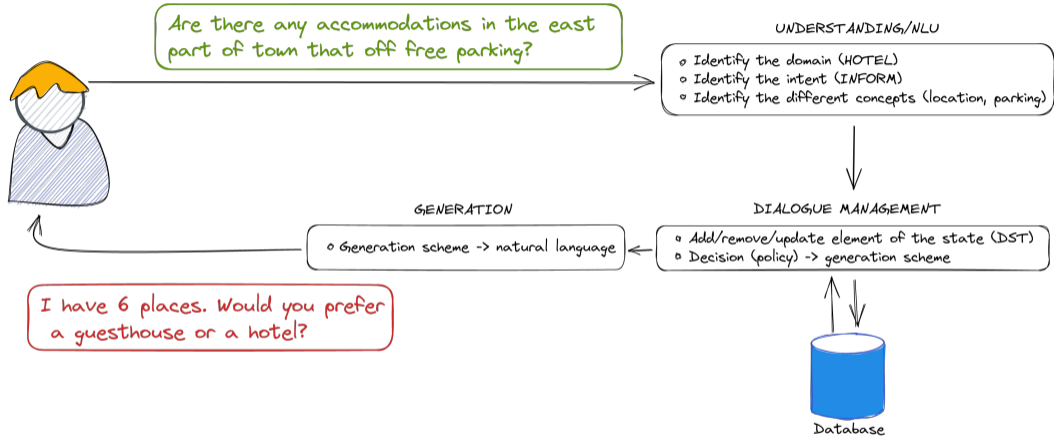 Are there any accommodations in the east
part of town that off free parking?
UNDERSTANDING/NLU
Identify the domain (HOTEL)
Identify the intent (INFORM)
Identify the different concepts (location, parking)
DIALOGUE MANAGEMENT
Add/remove/update element of the state (DST)
Decision (policy) -> generation scheme
GENERATION
Generation scheme -> natural language
I have 6 places. Would you prefer
a guesthouse or a hotel?
Database